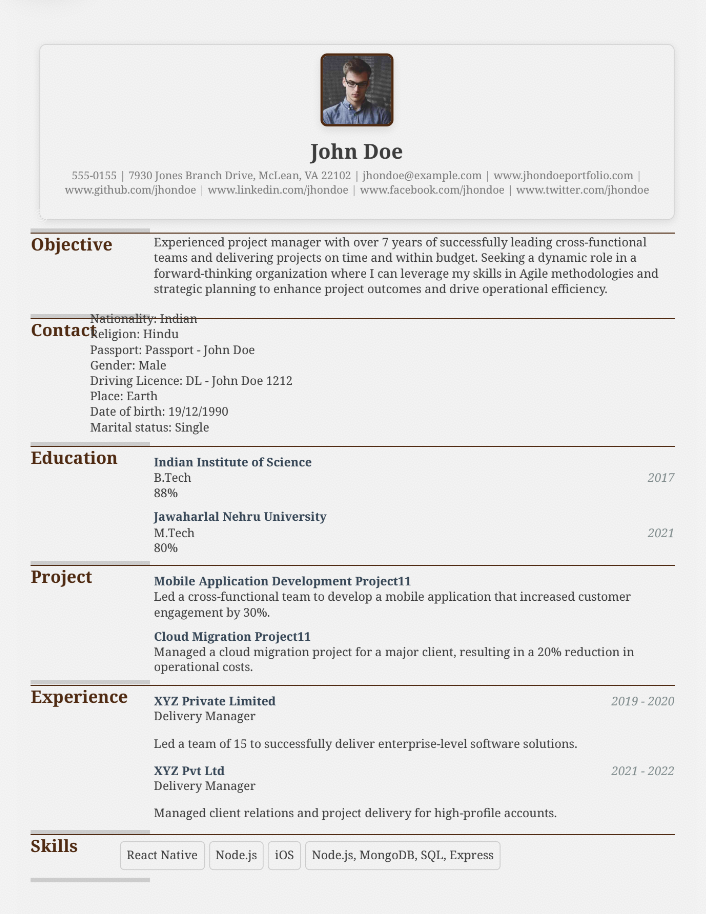 John Doe
555-0155 | 7930 Jones Branch Drive, McLean, VA 22102 | jhondoe@example.com | www.jhondoeportfolio.com |
www.github.com/jhondoe | www.linkedin.com/jhondoe | www.facebook.com/jhondoe | www.twitter.com/jhondoe
Objective
Experienced project manager with over 7 years of successfully leading cross-functional
teams and delivering projects on time and within budget. Seeking a dynamic role in a
forward-thinking organization where I can leverage my skills in Agile methodologies and
strategic planning to enhance project outcomes and drive operational efficiency.
Contact
Nationality: Indian
Religion: Hindu
Passport: Passport - John Doe
Gender: Male
Driving Licence: DL - John Doe 1212
Place: Earth
Date of birth: 19/12/1990
Marital status: Single
Education
Indian Institute of Science
B.Tech 2017
88%
Jawaharlal Nehru University
M.Tech 2021
80%
Project
Mobile Application Development Project11
Led a cross-functional team to develop a mobile application that increased customer
engagement by 30%.
Cloud Migration Project11
Managed a cloud migration project for a major client, resulting in a 20% reduction in
operational costs.
Experience
XYZ Private Limited 2019 - 2020
Delivery Manager
Led a team of 15 to successfully deliver enterprise-level software solutions.
XYZ Pvt Ltd 2021 - 2022
Delivery Manager
Managed client relations and project delivery for high-profile accounts.
Skills
React Native Node.js iOS Node.js, MongoDB, SQL, Express